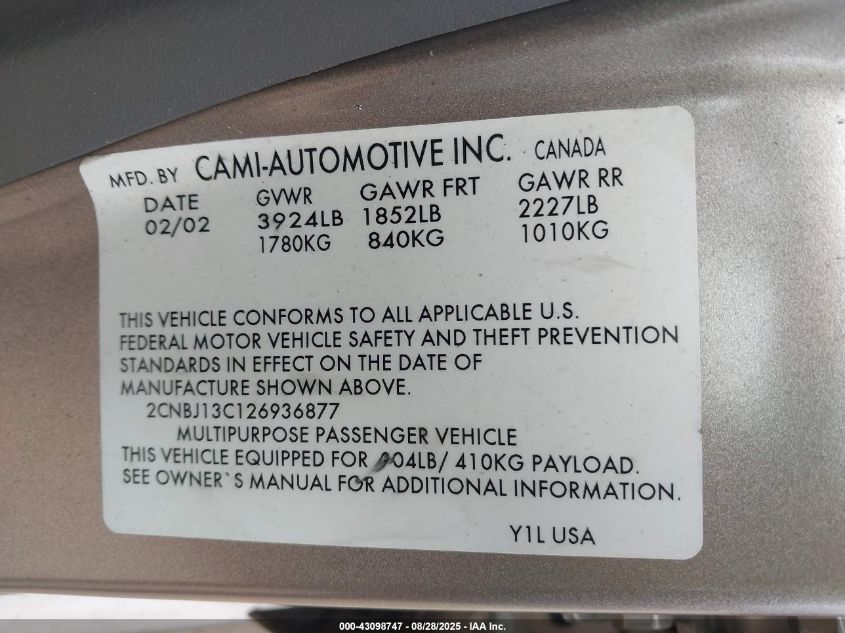 MFD. BY CAMI-AUTOMOTIVE INC. CANADA
DATE GVWR GAWR FRT GAWR RR
02/02 3924LB 1852LB 2227LB
1780KG 840KG 1010KG
THIS VEHICLE CONFORMS TO ALL APPLICABLE U.S.
FEDERAL MOTOR VEHICLE SAFETY AND THEFT PREVENTION
STANDARDS IN EFFECT ON THE DATE OF
MANUFACTURE SHOWN ABOVE.
2CNBJ13C126936877
MULTIPURPOSE PASSENGER VEHICLE
THIS VEHICLE EQUIPPED FOR 904LB/ 410KG PAYLOAD.
SEE OWNER`S MANUAL FOR ADDITIONAL INFORMATION.
Y1L USA
000-43098747 - 08/28/2025 - IAA Inc.